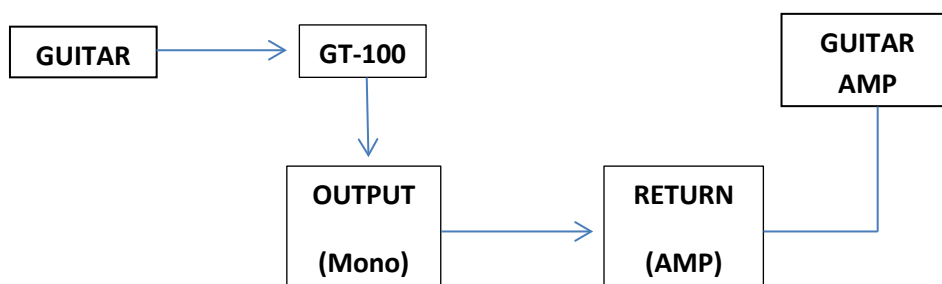 GUITAR
GT-100
GUITAR
AMP
OUTPUT
(Mono)
RETURN
(AMP)